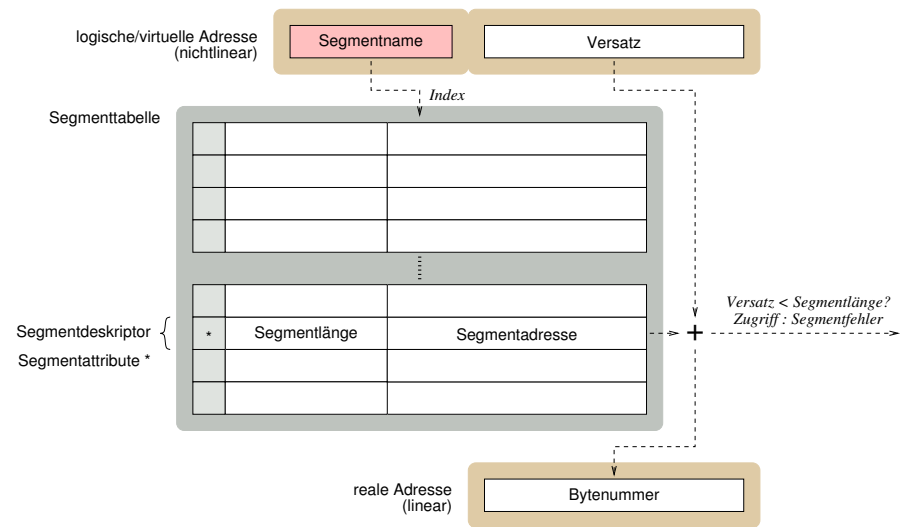 logische/virtuelle Adresse
(nichtlinear)
Segmentname
Versatz
Index
Segmenttabelle
Versatz < Segmentlänge?
Zugriff : Segmentfehler
Segmentdeskriptor
*
Segmentlänge
Segmentadresse
+
Segmentattribute *
reale Adresse
(linear)
Bytenummer